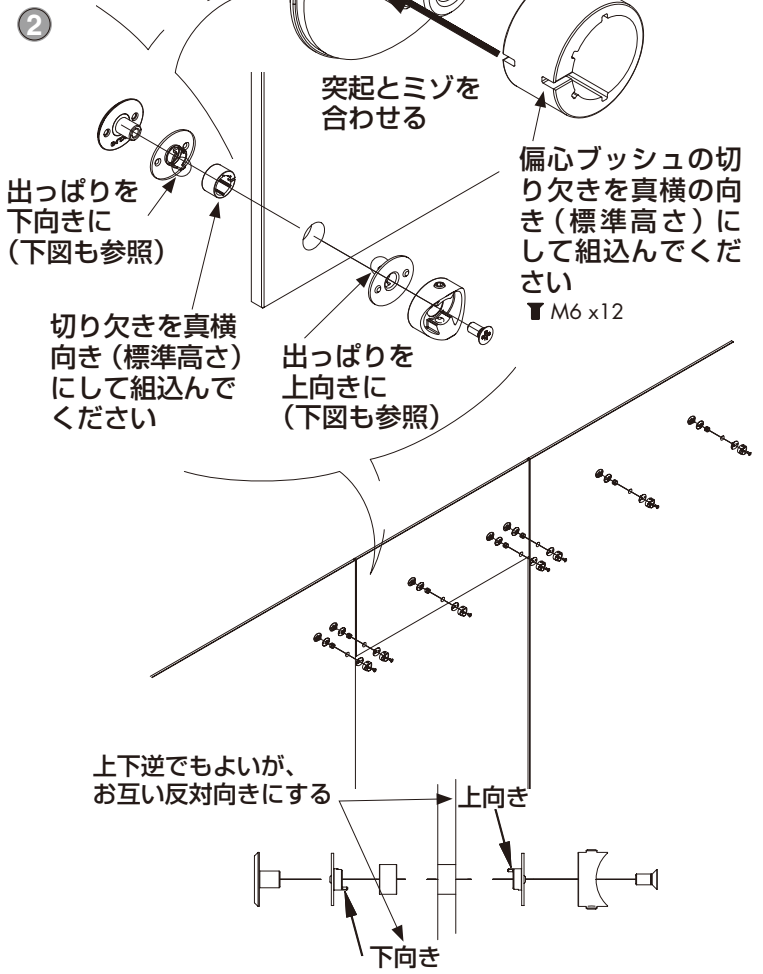 2
突起とミゾを
合わせる
偏心ブッシュの切
り欠きを真横の向
き（標準高さ）に
して組込んでくだ
さい
M6 x12
出っぱりを
下向きに
（下図も参照）
切り欠きを真横
向き（標準高さ）
にして組込んで
ください
出っぱりを
上向きに
（下図も参照）
上下逆でもよいが、
お互い反対向きにする
上向き
下向き